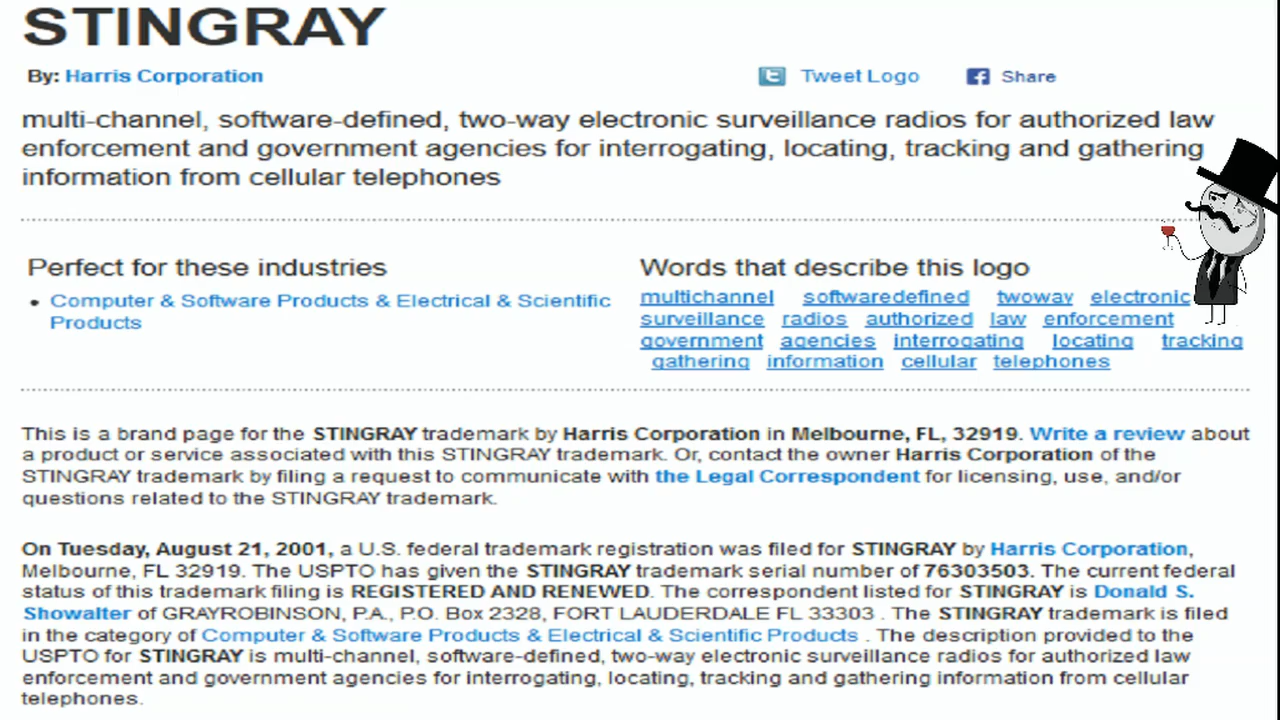 STINGRAY
By: Harris Corporation
Tweet Logo
Share
multi-channel, software-defined, two-way electronic surveillance radios for authorized law
enforcement and government agencies for interrogating, locating, tracking and gathering
information from cellular telephones
Perfect for these industries
• Computer & Software Products & Electrical & Scientific
Products
Words that describe this logo
multichannel softwaredefined twoway electronic
surveillance radios authorized law enforcement
government agencies interrogating locating tracking
gathering information cellular telephones
This is a brand page for the STINGRAY trademark by Harris Corporation in Melbourne, FL, 32919. Write a review about
a product or service associated with this STINGRAY trademark. Or, contact the owner Harris Corporation of the
STINGRAY trademark by filing a request to communicate with the Legal Correspondent for licensing, use, and/or
questions related to the STINGRAY trademark.
On Tuesday, August 21, 2001, a U.S. federal trademark registration was filed for STINGRAY by Harris Corporation,
Melbourne, FL 32919. The USPTO has given the STINGRAY trademark serial number of 76303503. The current federal
status of this trademark filing is REGISTERED AND RENEWED. The correspondent listed for STINGRAY is Donald S.
Showalter of GRAYROBINSON, P.A., P.O. Box 2328, FORT LAUDERDALE FL 33303 . The STINGRAY trademark is filed
in the category of Computer & Software Products & Electrical & Scientific Products . The description provided to the
USPTO for STINGRAY is multi-channel, software-defined, two-way electronic surveillance radios for authorized law
enforcement and government agencies for interrogating, locating, tracking and gathering information from cellular
telephones.